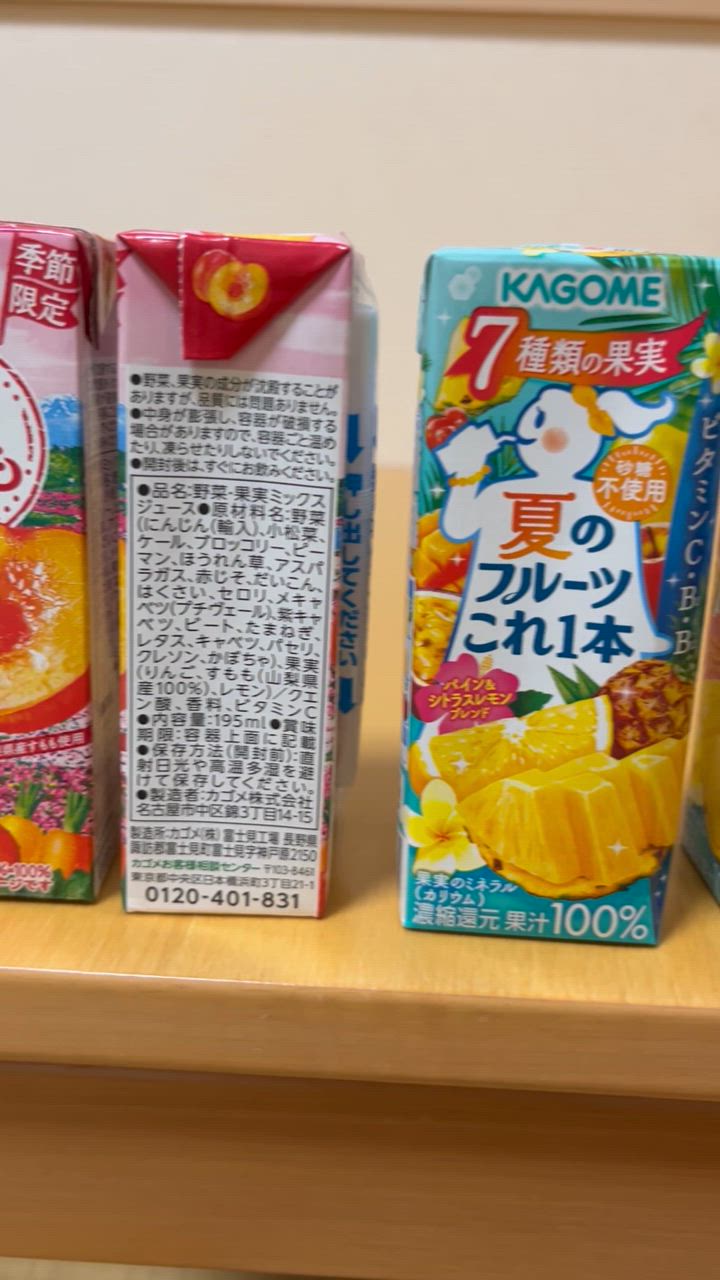 季節
限定
●野菜、果実の成分が沈殿することが
ありますが、品質には問題ありません。
●中身が膨張し、容器が破損する
場合がありますので、容器ごと温め
たり、凍らせたりしないでください。
●開封後は、すぐにお飲みください。
●品名:野菜・果実ミックス
ジュース●原材料名:野菜
(にんじん(輸入)、小松菜、
ケール、ブロッコリー、ピー
マン、ほうれん草、アスパ
ラガス、赤じそ、だいこん、
はくさい、セロリ、メキャ
ベツ(プチヴェール)、紫キャ
ベツ、ビート、たまねぎ、
レタス、キャベツ、パセリ、
クレソン、かぼちゃ)、果実
(りんご、すもも(山梨県
産100%)、レモン)/クエ
ン酸、香料、ビタミンC
●内容量:195ml●賞味
期限:容器上面に記載
●保存方法(開封前):直
射日光や高温多湿を避
けて保存してください。
●製造者:カゴメ株式会社
名古屋市中区錦3丁目14-15
製造所:カゴメ(株) 富士見工場 長野県
諏訪郡富士見町富士見字神戸原2150
カゴメお客様相談センター 〒103-8461
東京都中央区日本橋浜町3丁目21-1
0120-401-831
押し出してください
KAGOME
7種類の果実
砂糖
不使用
夏の
フルーツ
これ1本
パイン&
シトラスレモン
ブレンド
果実のミネラル
(カリウム)
濃縮還元 果汁100%
ビタミンC・B・B